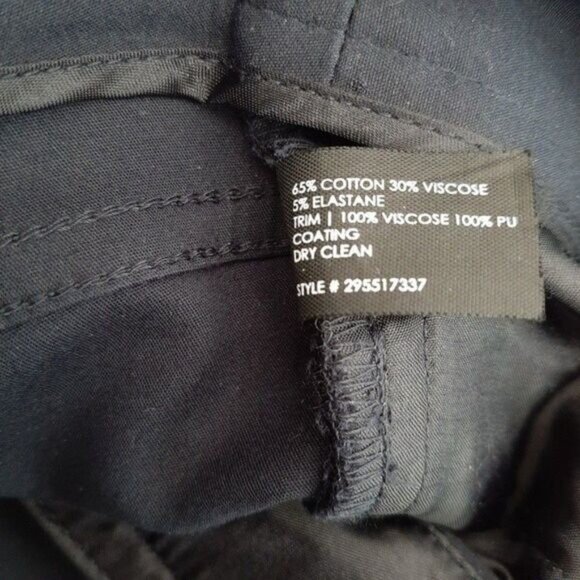 65% COTTON 30% VISCOSE
5% ELASTANE
TRIM | 100% VISCOSE 100% PU
COATING
DRY CLEAN
STYLE # 295517337